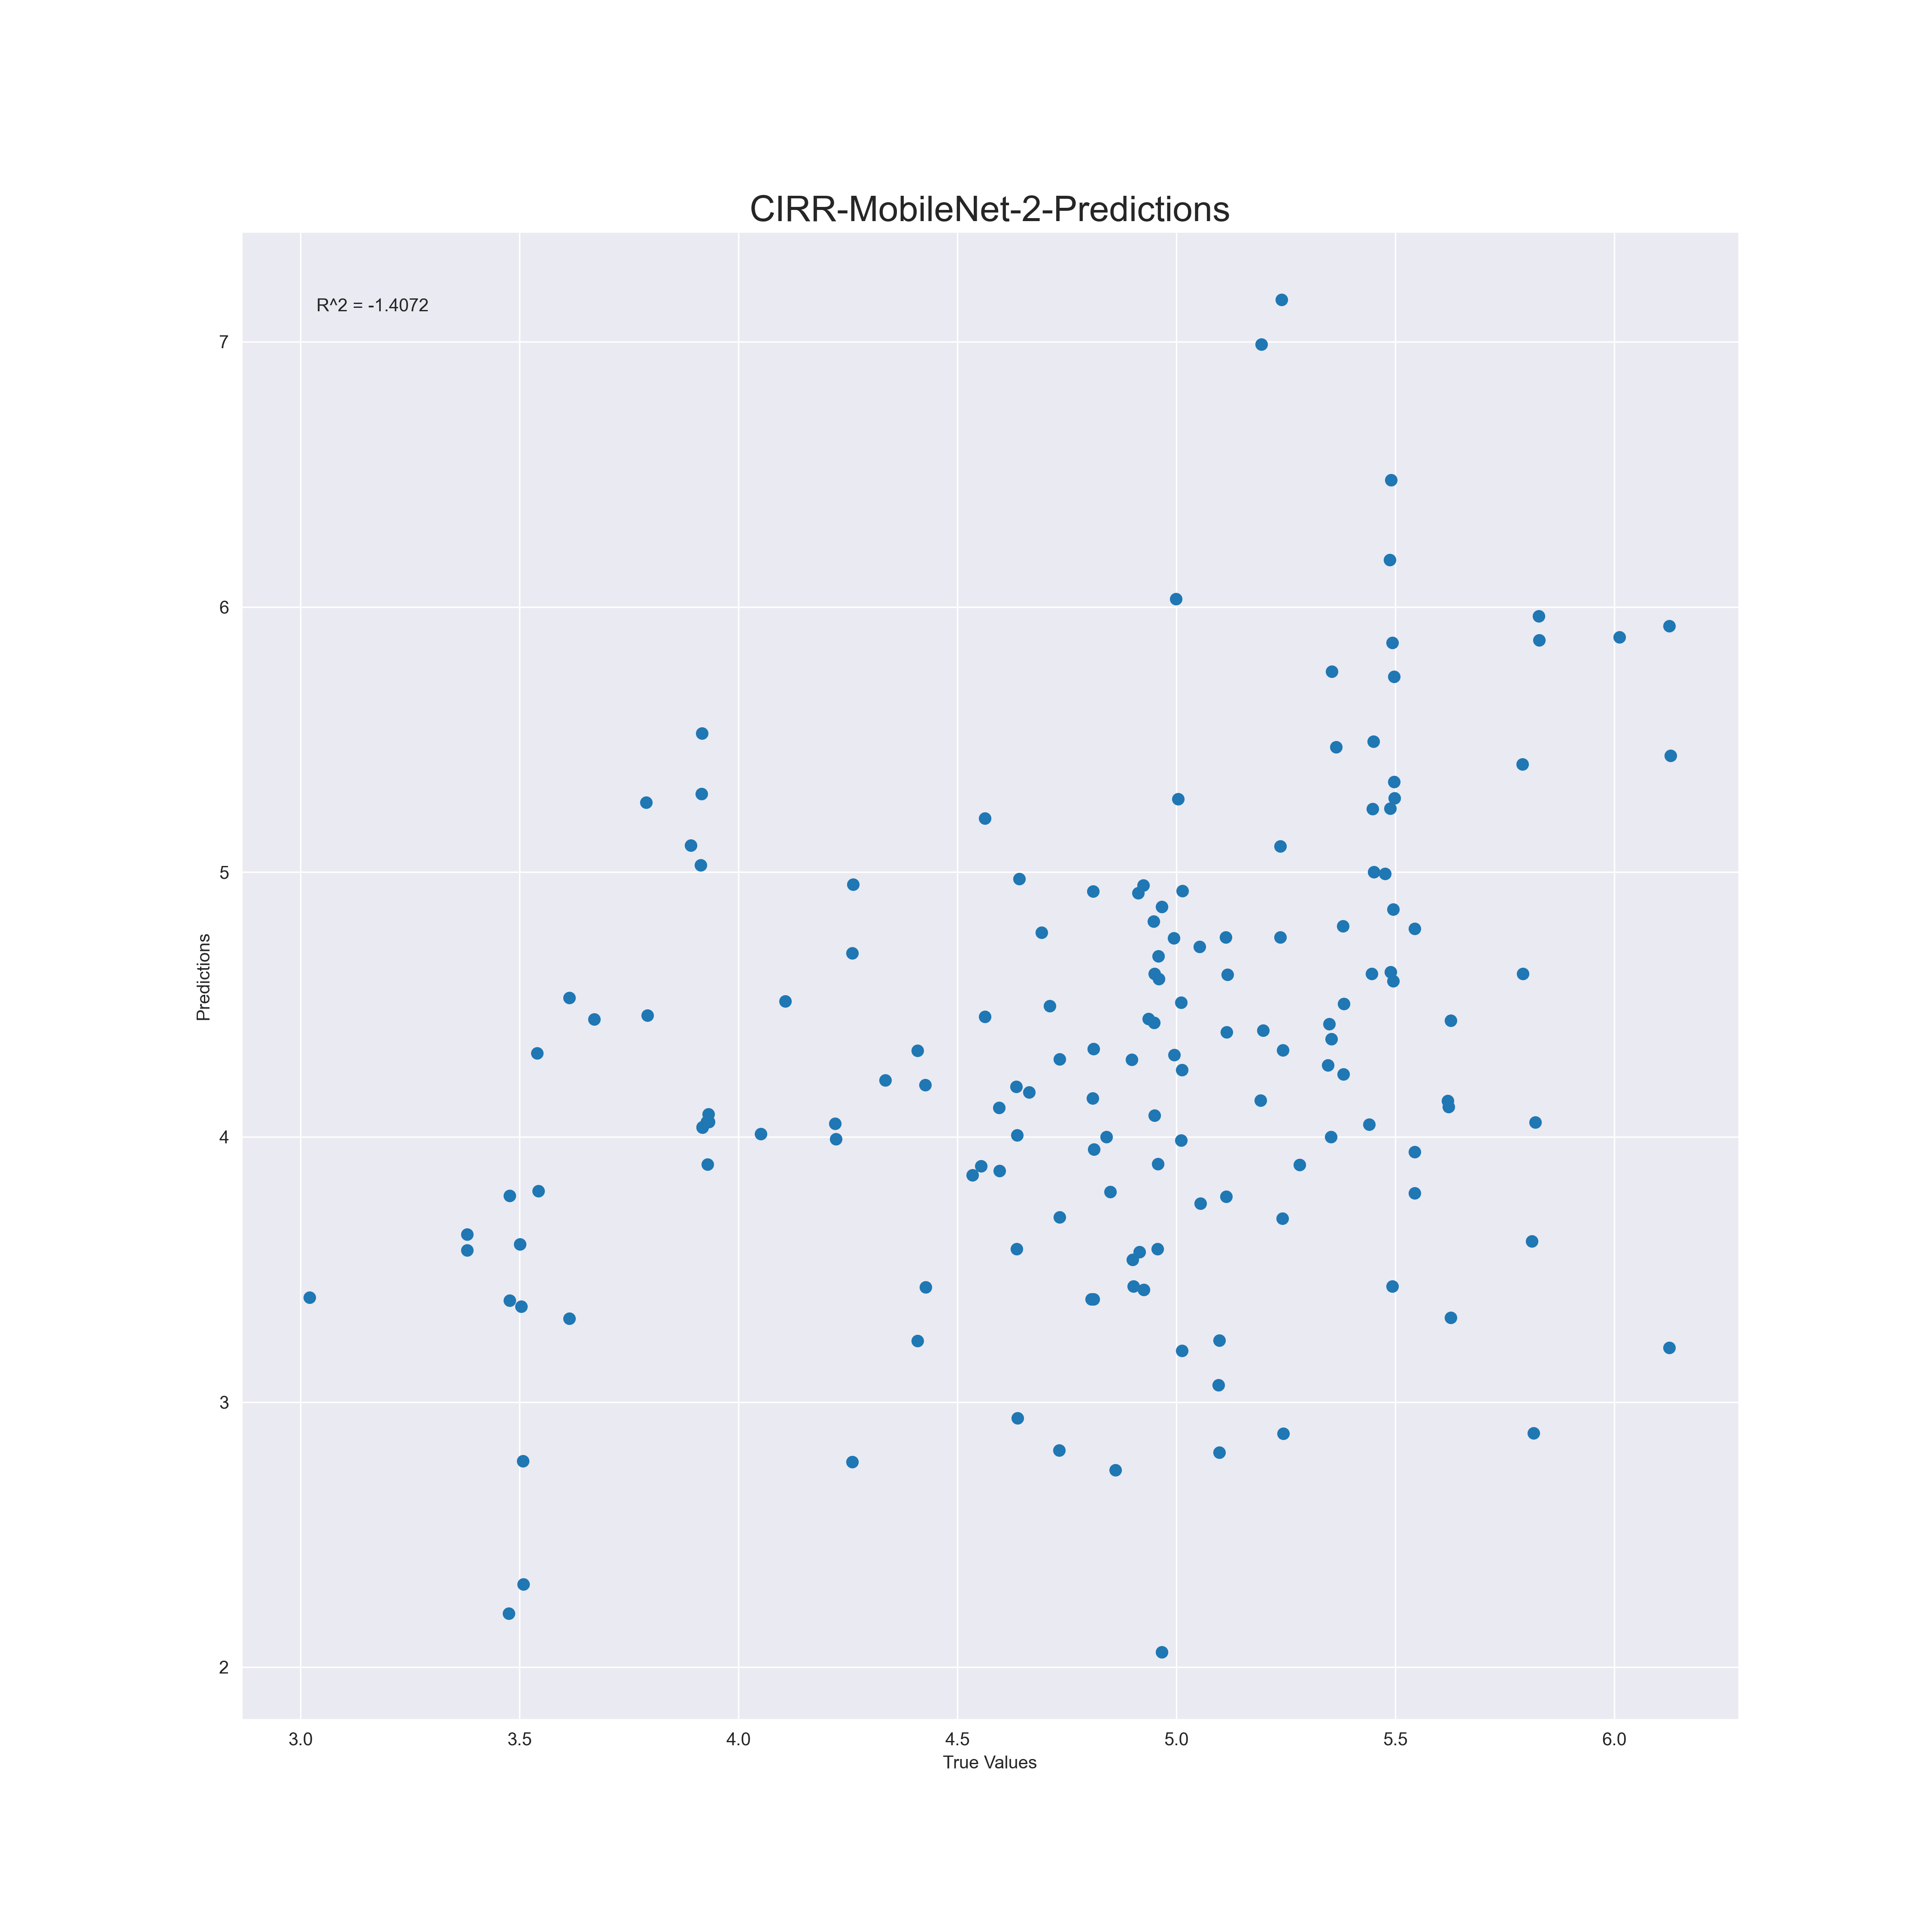 CIRR-MobileNet-2-Predictions
R^2 = -1.4072
7
6
5
4
3
2
Predictions
3.0 3.5 4.0 4.5 5.0 5.5 6.0
True Values